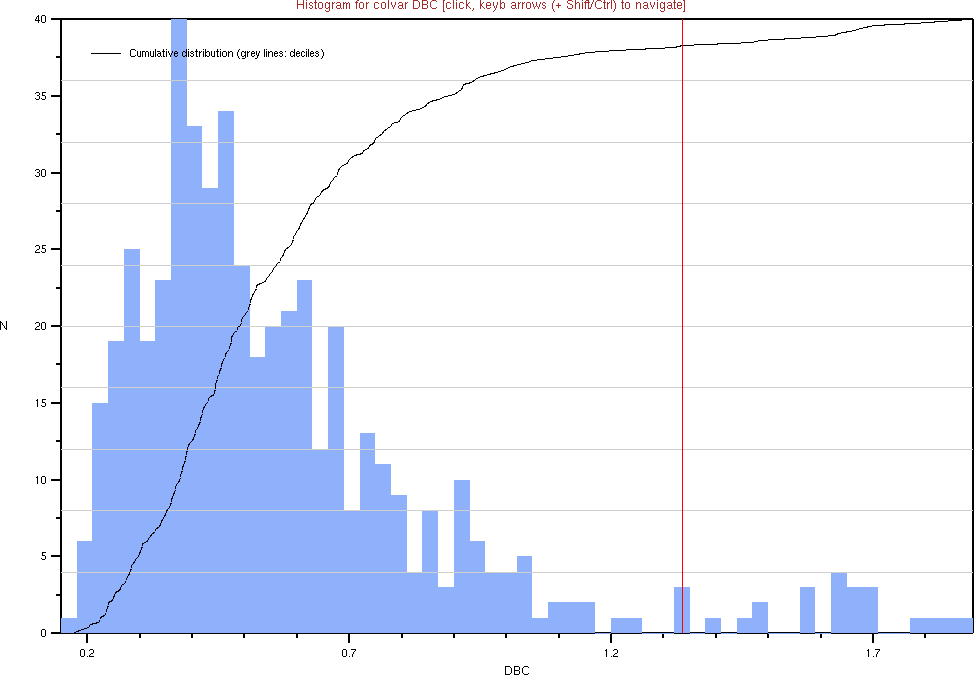 Histogram for colvar DBC [click, keyb arrows (+ Shift/Ctrl) to navigate]
40
Cumulative distribution (grey lines: deciles)
35
30
25
N
20
15
10
5
0
0.2 0.7 1.2 1.7
DBC